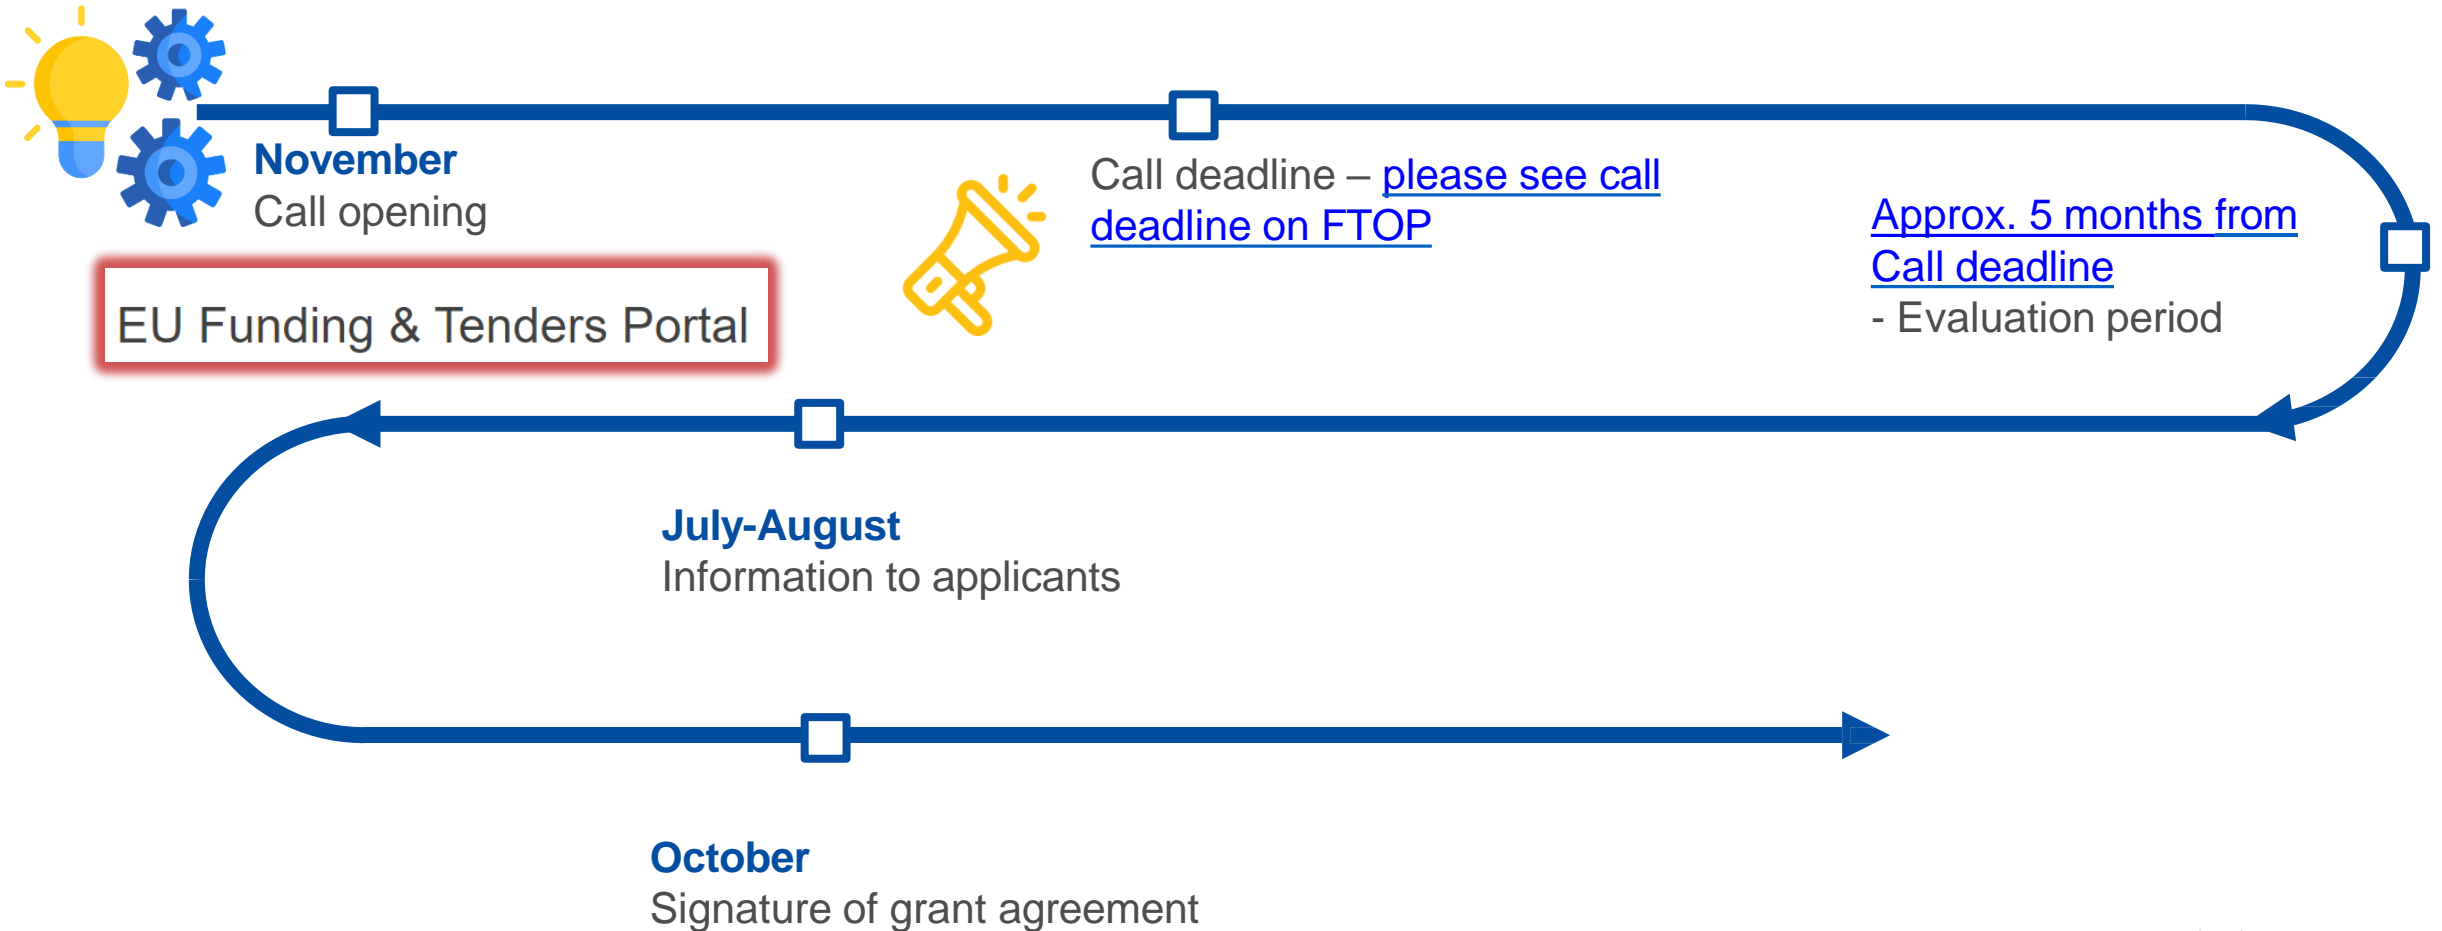 November
Call opening
EU Funding & Tenders Portal
Call deadline – please see call
deadline on FTOP
Approx. 5 months from
Call deadline
- Evaluation period
July-August
Information to applicants
October
Signature of grant agreement